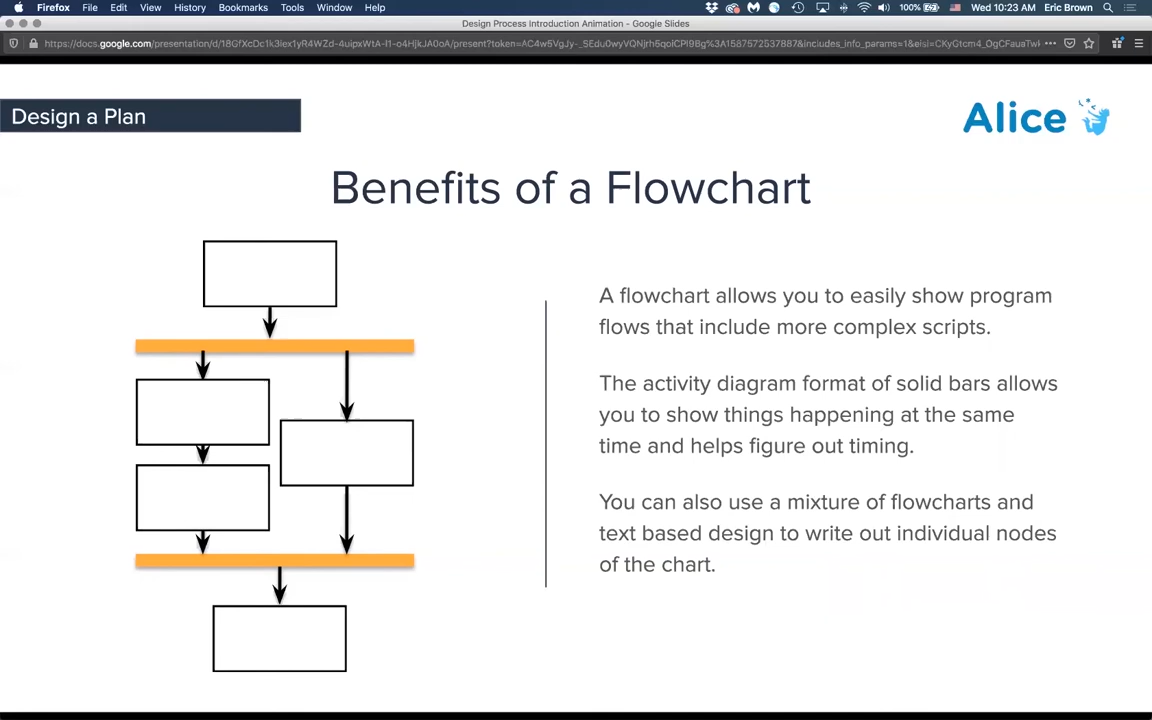 Firefox File Edit View History Bookmarks Tools Window Help 100% Wed 10:23 AM Eric Brown
Design Process Introduction Animation - Google Slides
Design a Plan
Alice
Benefits of a Flowchart
A flowchart allows you to easily show program
flows that include more complex scripts.
The activity diagram format of solid bars allows
you to show things happening at the same
time and helps figure out timing.
You can also use a mixture of flowcharts and
text based design to write out individual nodes
of the chart.